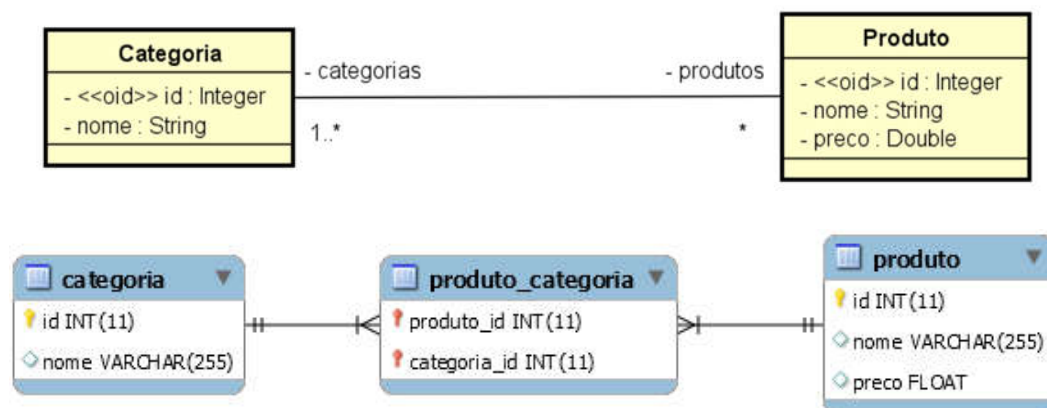 Categoria
- <<oid>> id : Integer
- nome : String
- categorias
1..*
- produtos
*
Produto
- <<oid>> id : Integer
- nome : String
- preco : Double
categoria
id INT(11)
nome VARCHAR(255)
produto_categoria
produto_id INT(11)
categoria_id INT(11)
produto
id INT(11)
nome VARCHAR(255)
preco FLOAT